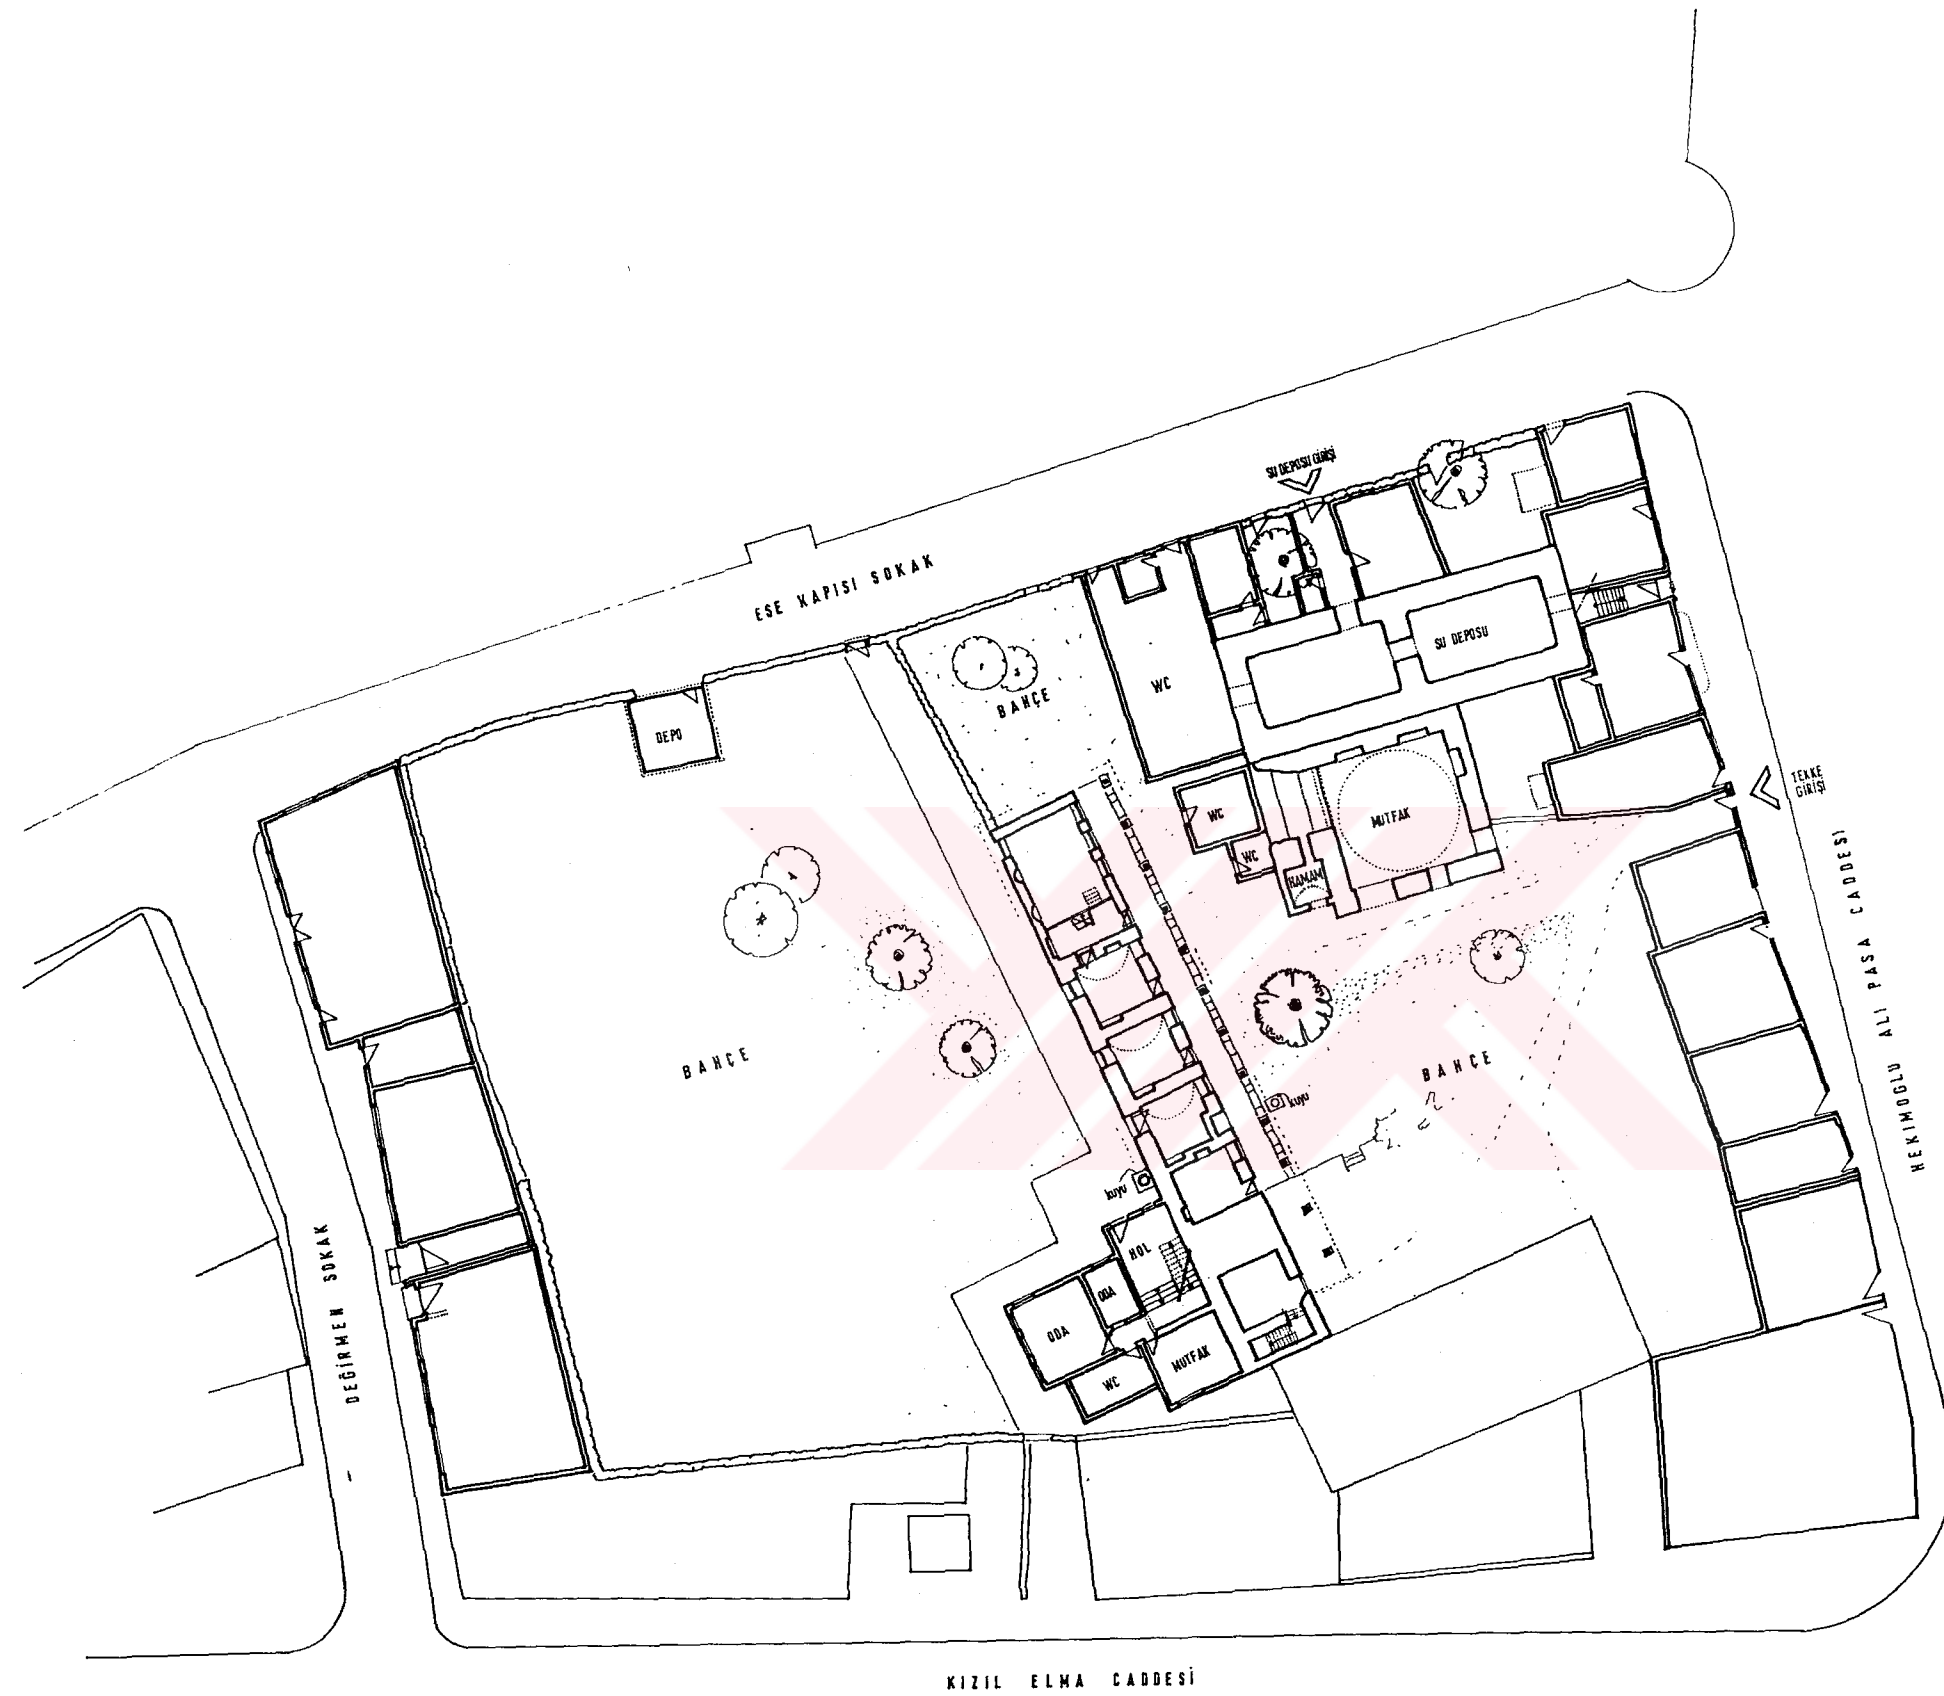 SU DEPOSU GİRİŞİ
ESE KAPISI SOKAK
SU DEPOSU
WC
BAHÇE
DEPO
TEKKE
GİRİŞİ
WC
MUTFAK
WC
HAMAM
HEKİMOĞLU ALİ PAŞA CADDESİ
BAHÇE
BAHÇE
kuyu
kuyu
HOL
ODA
ODA
MUTFAK
WC
DEĞİRMEN SOKAK
KIZIL ELMA CADDESİ